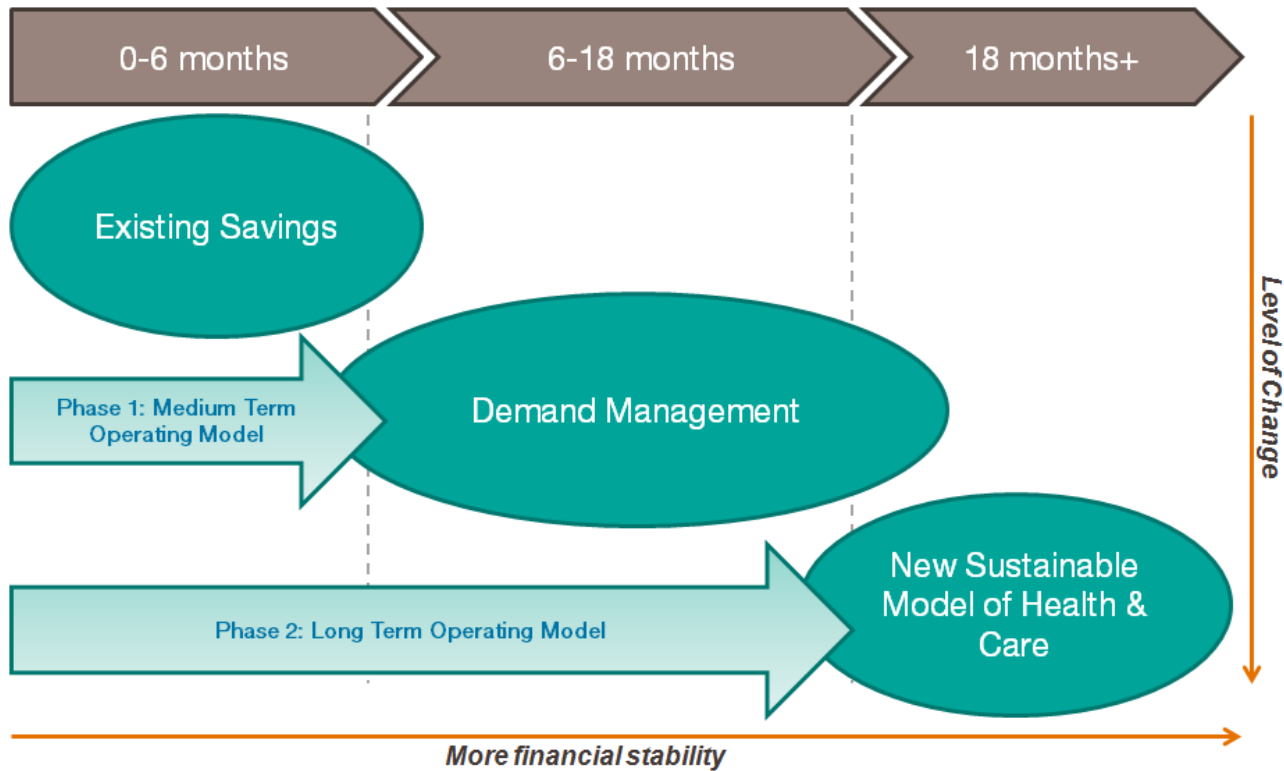 0-6 months
6-18 months
18 months+
Existing Savings
Level of Change
Phase 1: Medium Term
Operating Model
Demand Management
New Sustainable
Model of Health &
Care
Phase 2: Long Term Operating Model
More financial stability